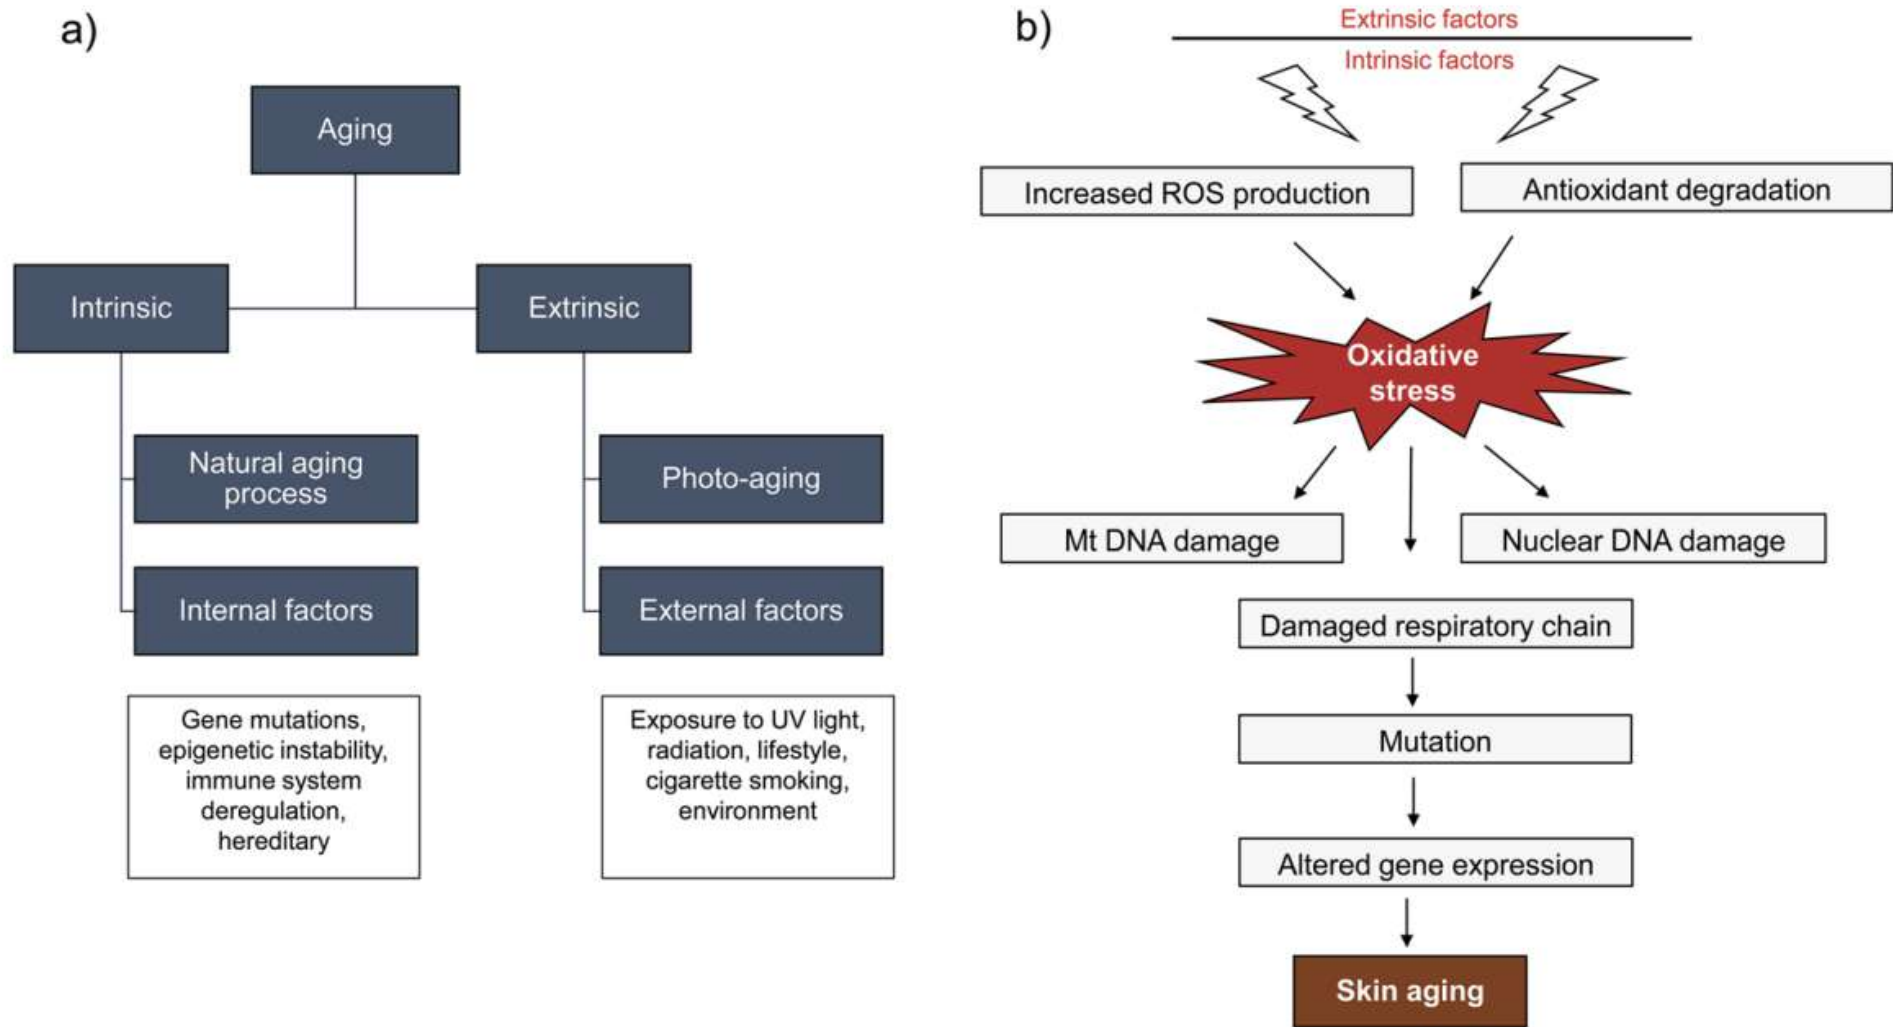 a)
Aging
Intrinsic
Extrinsic
Natural aging
process
Photo-aging
Internal factors
External factors
Gene mutations,
epigenetic instability,
immune system
deregulation,
hereditary
Exposure to UV light,
radiation, lifestyle,
cigarette smoking,
environment
b)
Extrinsic factors
Intrinsic factors
Increased ROS production
Antioxidant degradation
Oxidative
stress
Mt DNA damage
Nuclear DNA damage
Damaged respiratory chain
Mutation
Altered gene expression
Skin aging